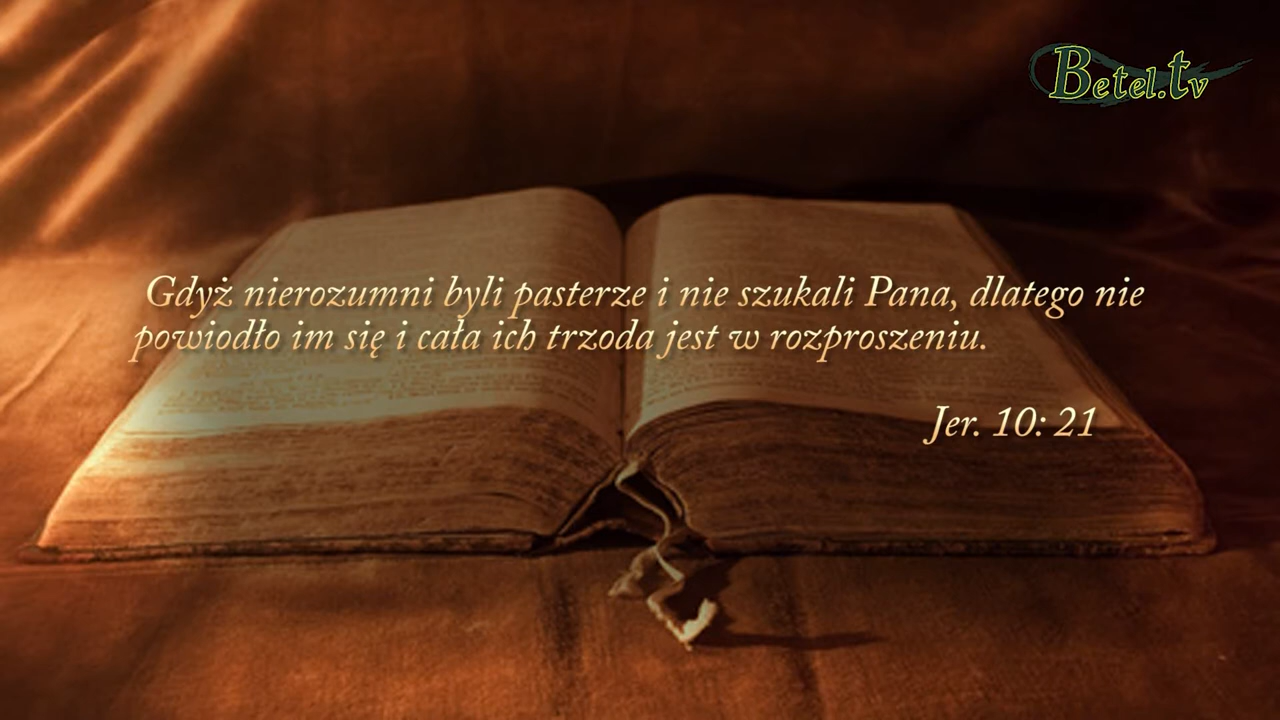 Betel.tv
Gdyż nierozumni byli pasterze i nie szukali Pana, dlatego nie
powiodło im się i cała ich trzoda jest w rozproszeniu.
Jer. 10: 21